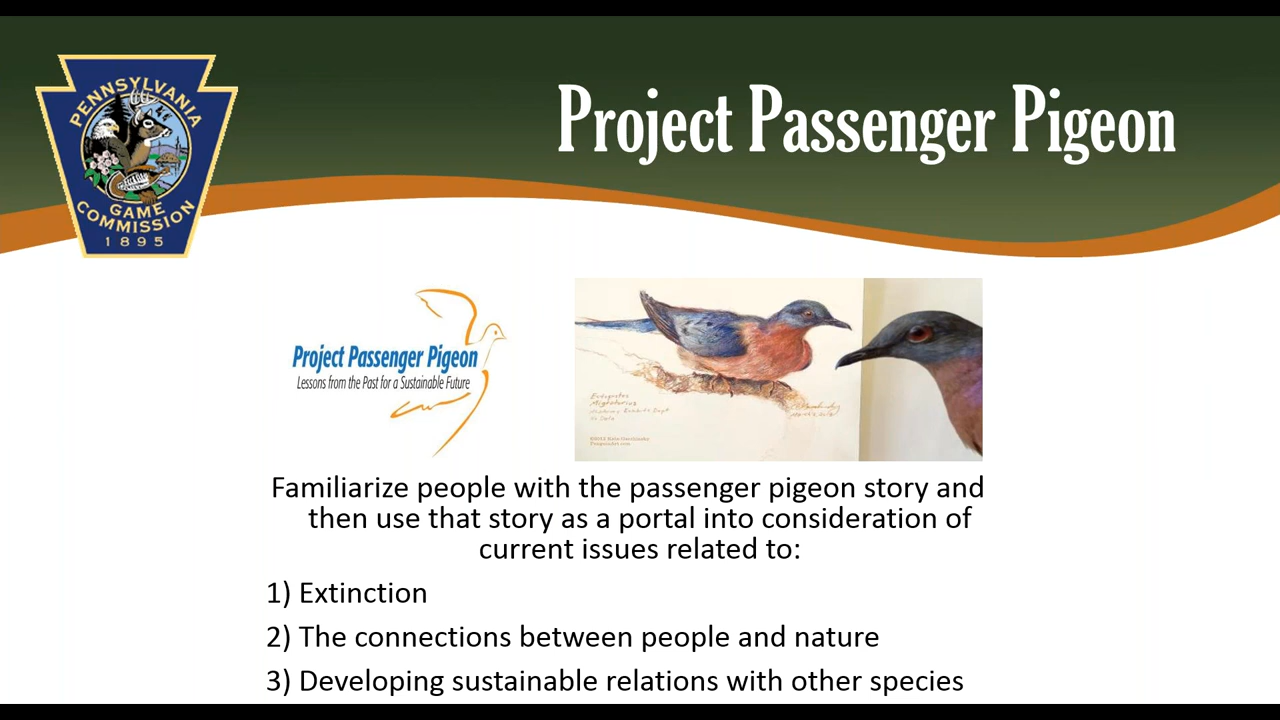 PENNSYLVANIA
GAME
COMMISSION
1895
Project Passenger Pigeon
Project Passenger Pigeon
Lessons from the Past for a Sustainable Future
Ectopistes
Migratorius
Familiarize people with the passenger pigeon story and
then use that story as a portal into consideration of
current issues related to:
1) Extinction
2) The connections between people and nature
3) Developing sustainable relations with other species